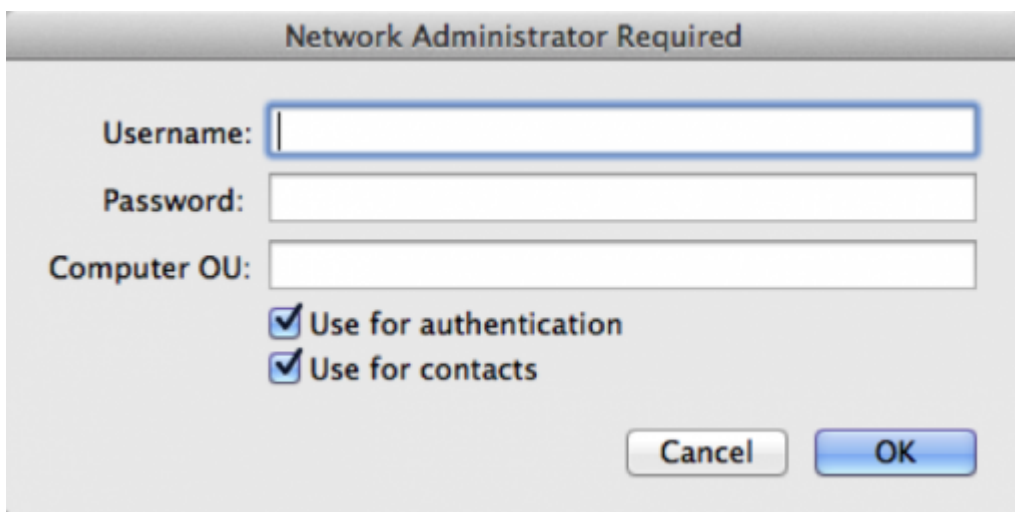 Network Administrator Required
Username:
Password:
Computer OU:
Use for authentication
Use for contacts
Cancel OK